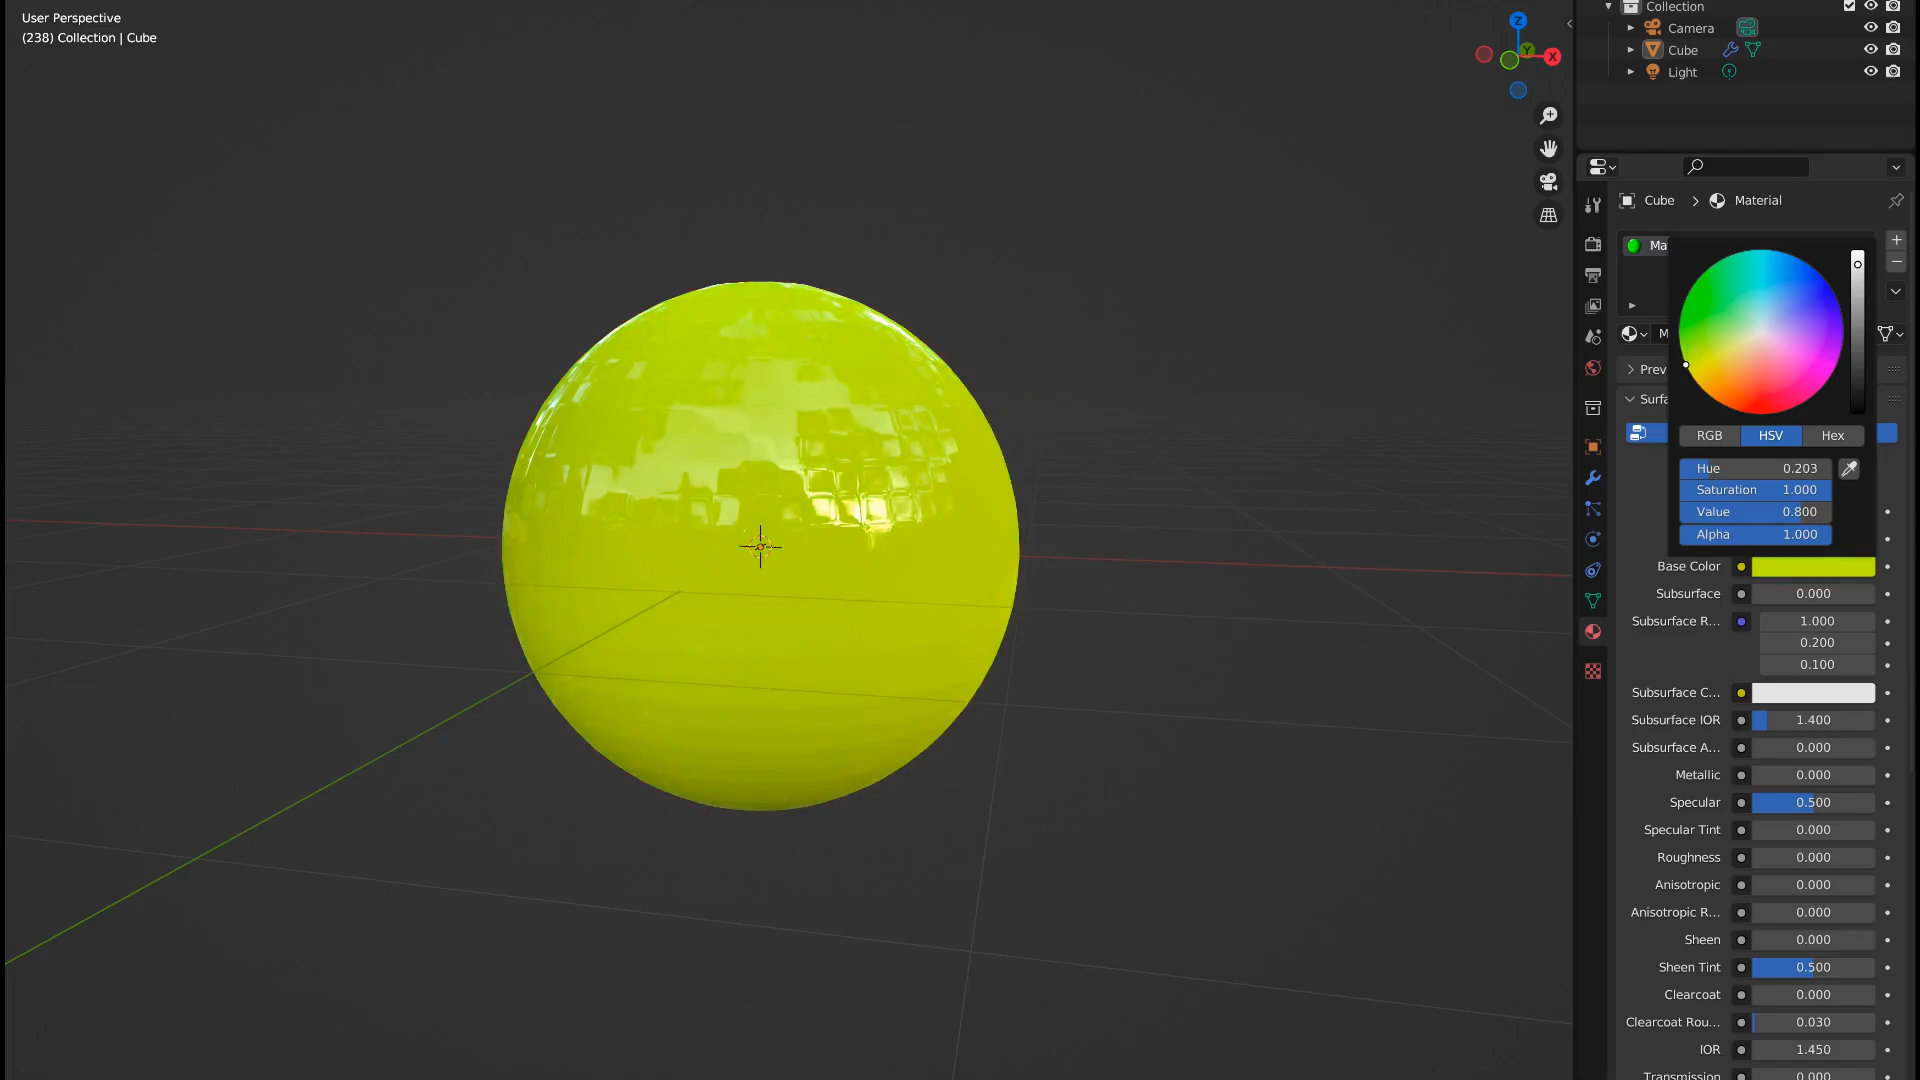 User Perspective
(238) Collection | Cube
Z
Y
X
Collection
Camera
Cube
Light
Cube > Material
Ma
M
Prev
Surfa
RGB HSV Hex
Hue 0.203
Saturation 1.000
Value 0.800
Alpha 1.000
Base Color
Subsurface 0.000
Subsurface R... 1.000
0.200
0.100
Subsurface C...
Subsurface IOR 1.400
Subsurface A... 0.000
Metallic 0.000
Specular 0.500
Specular Tint 0.000
Roughness 0.000
Anisotropic 0.000
Anisotropic R... 0.000
Sheen 0.000
Sheen Tint 0.500
Clearcoat 0.000
Clearcoat Rou... 0.030
IOR 1.450
Transmission 0.000